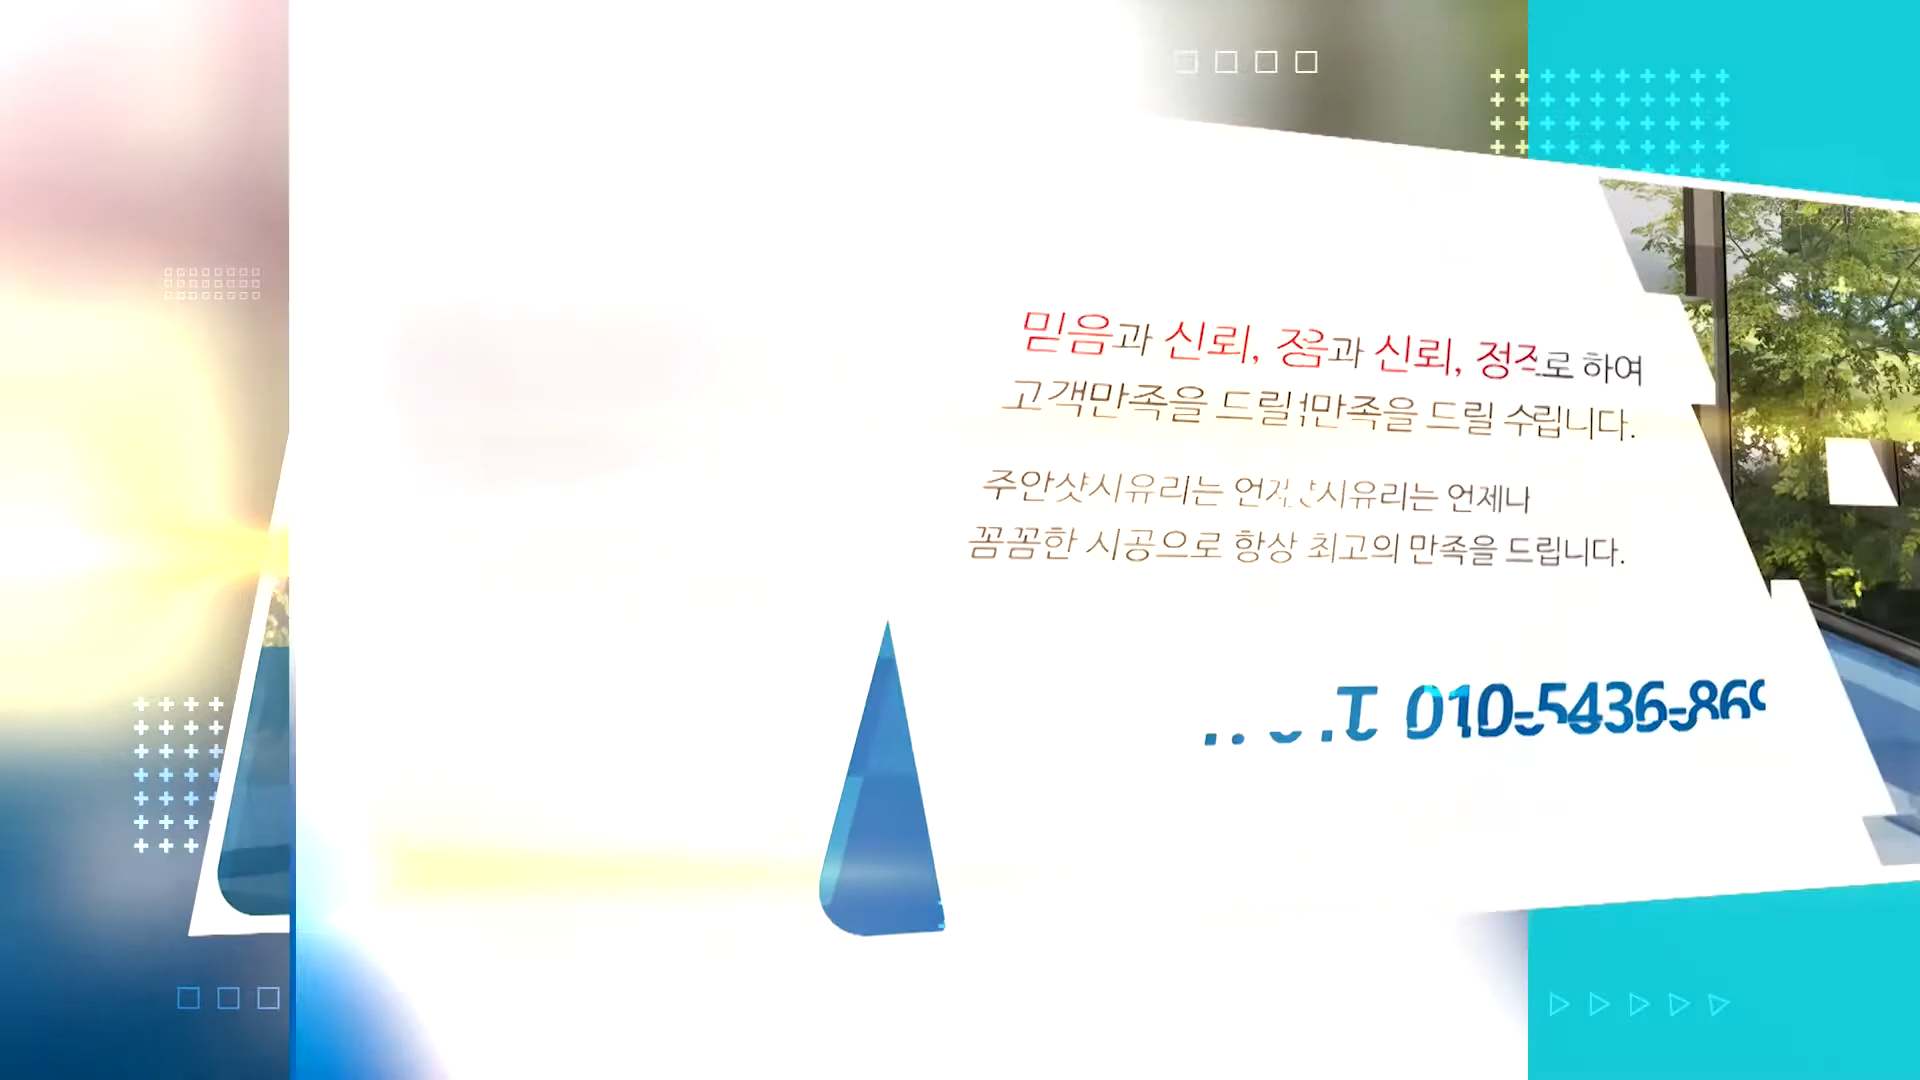 믿음과 신뢰, 과 신뢰, 로 하여
고객만족을 드릴 만족을 드릴 수 립니다.
주안샷시유리는 시유리는 언제나
꼼꼼한 시공으로 항상 최고의 만족을 드립니다.
T 010-5436-86